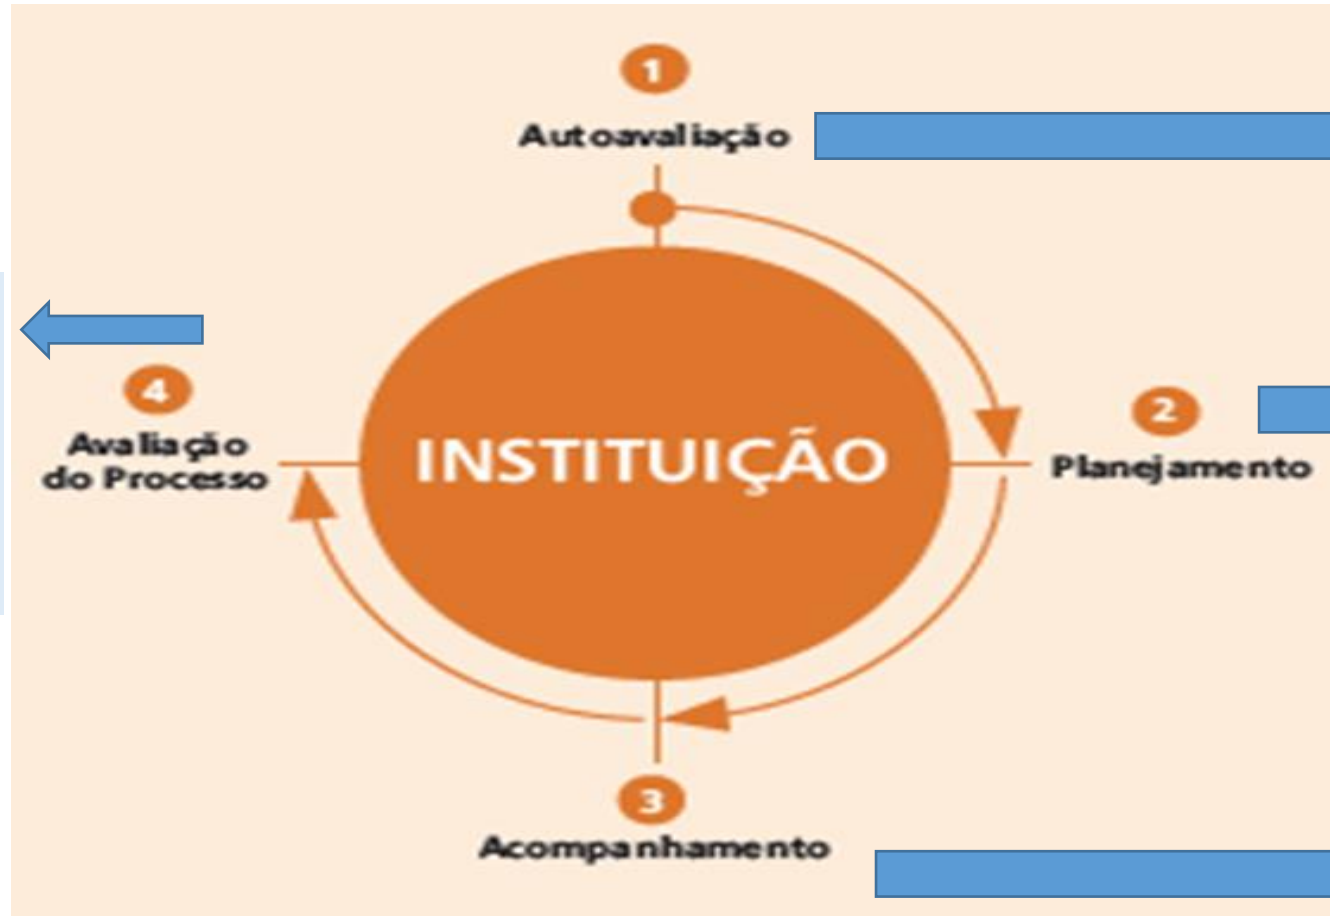 1
Autoavaliação
2
Planejamento
INSTITUIÇÃO
4
Avaliação
do Processo
3
Acompanhamento